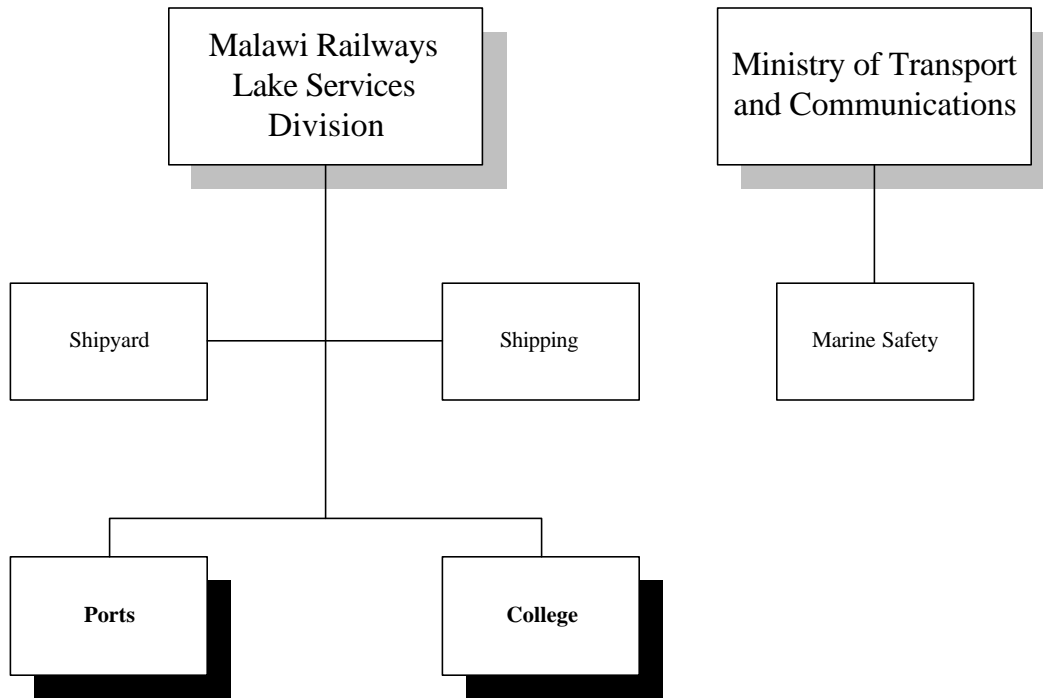 Malawi Railways
Lake Services
Division
Ministry of Transport
and Communications
Shipyard
Shipping
Marine Safety
Ports
College